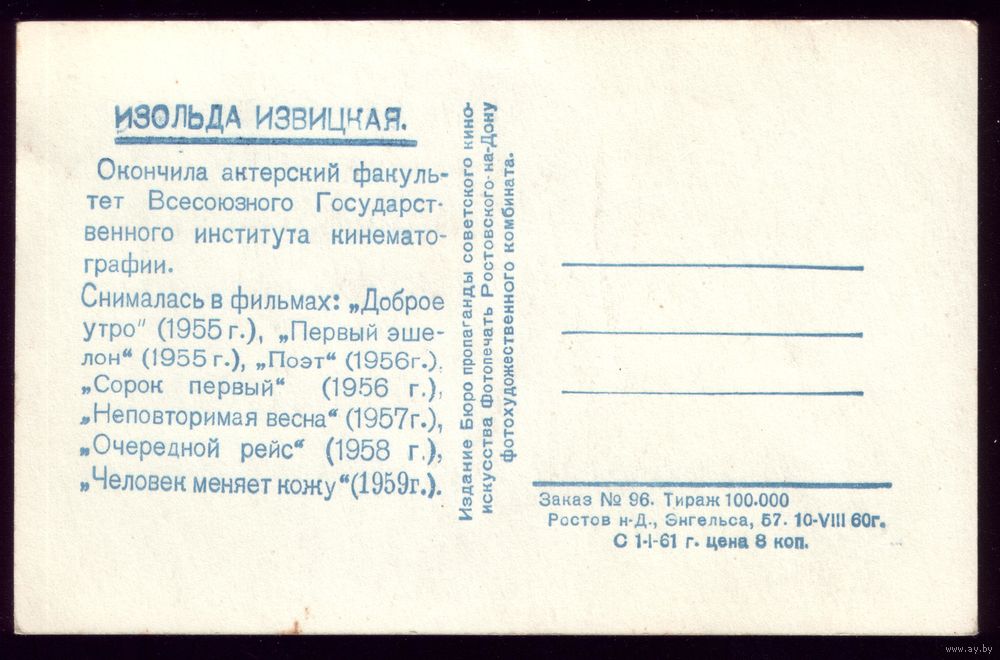 ИЗОЛЬДА ИЗВИЦКАЯ.
Окончила актерский факуль-
тет Всесоюзного Государст-
венного института кинемато-
графии.
Снималась в фильмах: „Доброе
утро" (1955 г.), „Первый эше-
лон“ (1955 г.), „Поэт“ (1956г.),
„Сорок первый“ (1956 г.),
„Неповторимая весна“ (1957г.),
„Очередной рейс“ (1958 г.),
„Человек меняет кожу“(1959г.).
Издание Бюро пропаганды советского кино-
искусства Фотопечать Ростовского-на-Дону
фотохудожественного комбината.
Заказ № 96. Тираж 100.000
Ростов н-Д., Энгельса, 57. 10-VIII 60г.
С 1-I-61 г. цена 8 коп.
www.ay.by